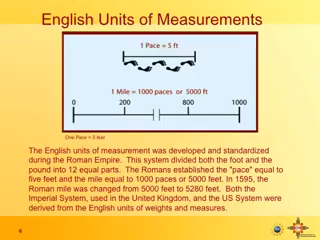 English Units of Measurements
1 Pace = 5 ft
1 Mile = 1000 paces or 5000 feet
0 200 800 1000
One Pace = 5 feet
The English units of measurement was developed and standardized
during the Roman Empire. This system divided both the foot and the
pound into 12 equal parts. The Romans established the "pace" equal to
five feet and the mile equal to 1000 paces or 5000 feet. In 1595, the
Roman mile was changed from 5000 feet to 5280 feet. Both the
Imperial System, used in the United Kingdom, and the US System were
derived from the English units of weights and measures.
6